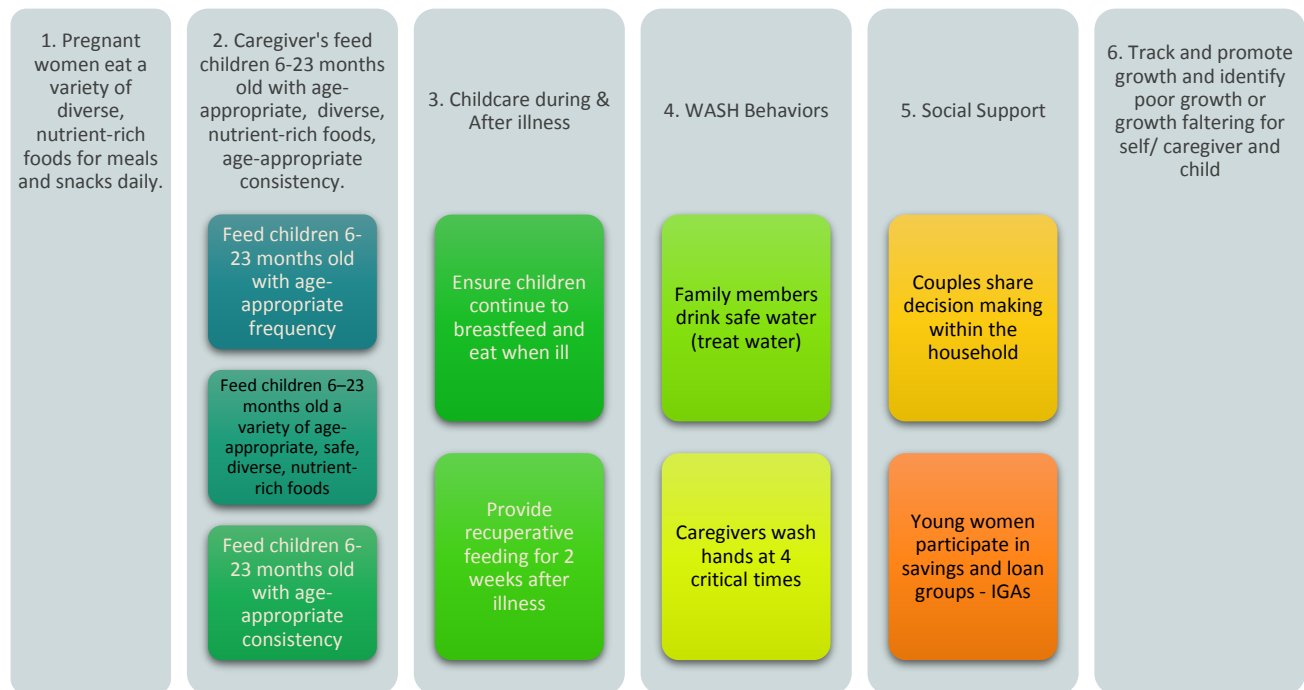 1. Pregnant
women eat a
variety of
diverse,
nutrient-rich
foods for meals
and snacks daily.
2. Caregiver's feed
children 6-23 months
old with age-
appropriate, diverse,
nutrient-rich foods,
age-appropriate
consistency.
Feed children 6-
23 months old
with age-
appropriate
frequency
Feed children 6–23
months old a
variety of age-
appropriate, safe,
diverse, nutrient-
rich foods
Feed children 6-
23 months old
with age-
appropriate
consistency
3. Childcare during &
After illness
Ensure children
continue to
breastfeed and
eat when ill
Provide
recuperative
feeding for 2
weeks after
illness
4. WASH Behaviors
Family members
drink safe water
(treat water)
Caregivers wash
hands at 4
critical times
5. Social Support
Couples share
decision making
within the
household
Young women
participate in
savings and loan
groups - IGAs
6. Track and promote
growth and identify
poor growth or
growth faltering for
self/ caregiver and
child